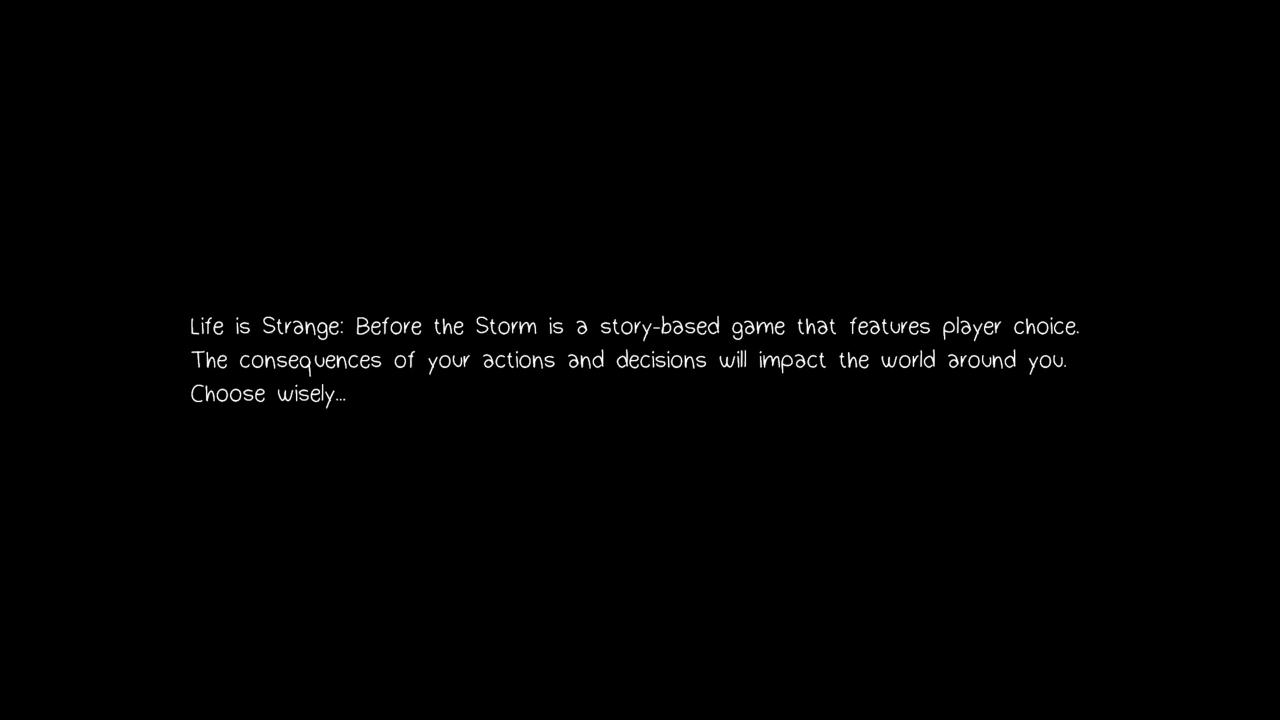 Life is Strange: Before the Storm is a story-based game that features player choice.
The consequences of your actions and decisions will impact the world around you.
Choose wisely...